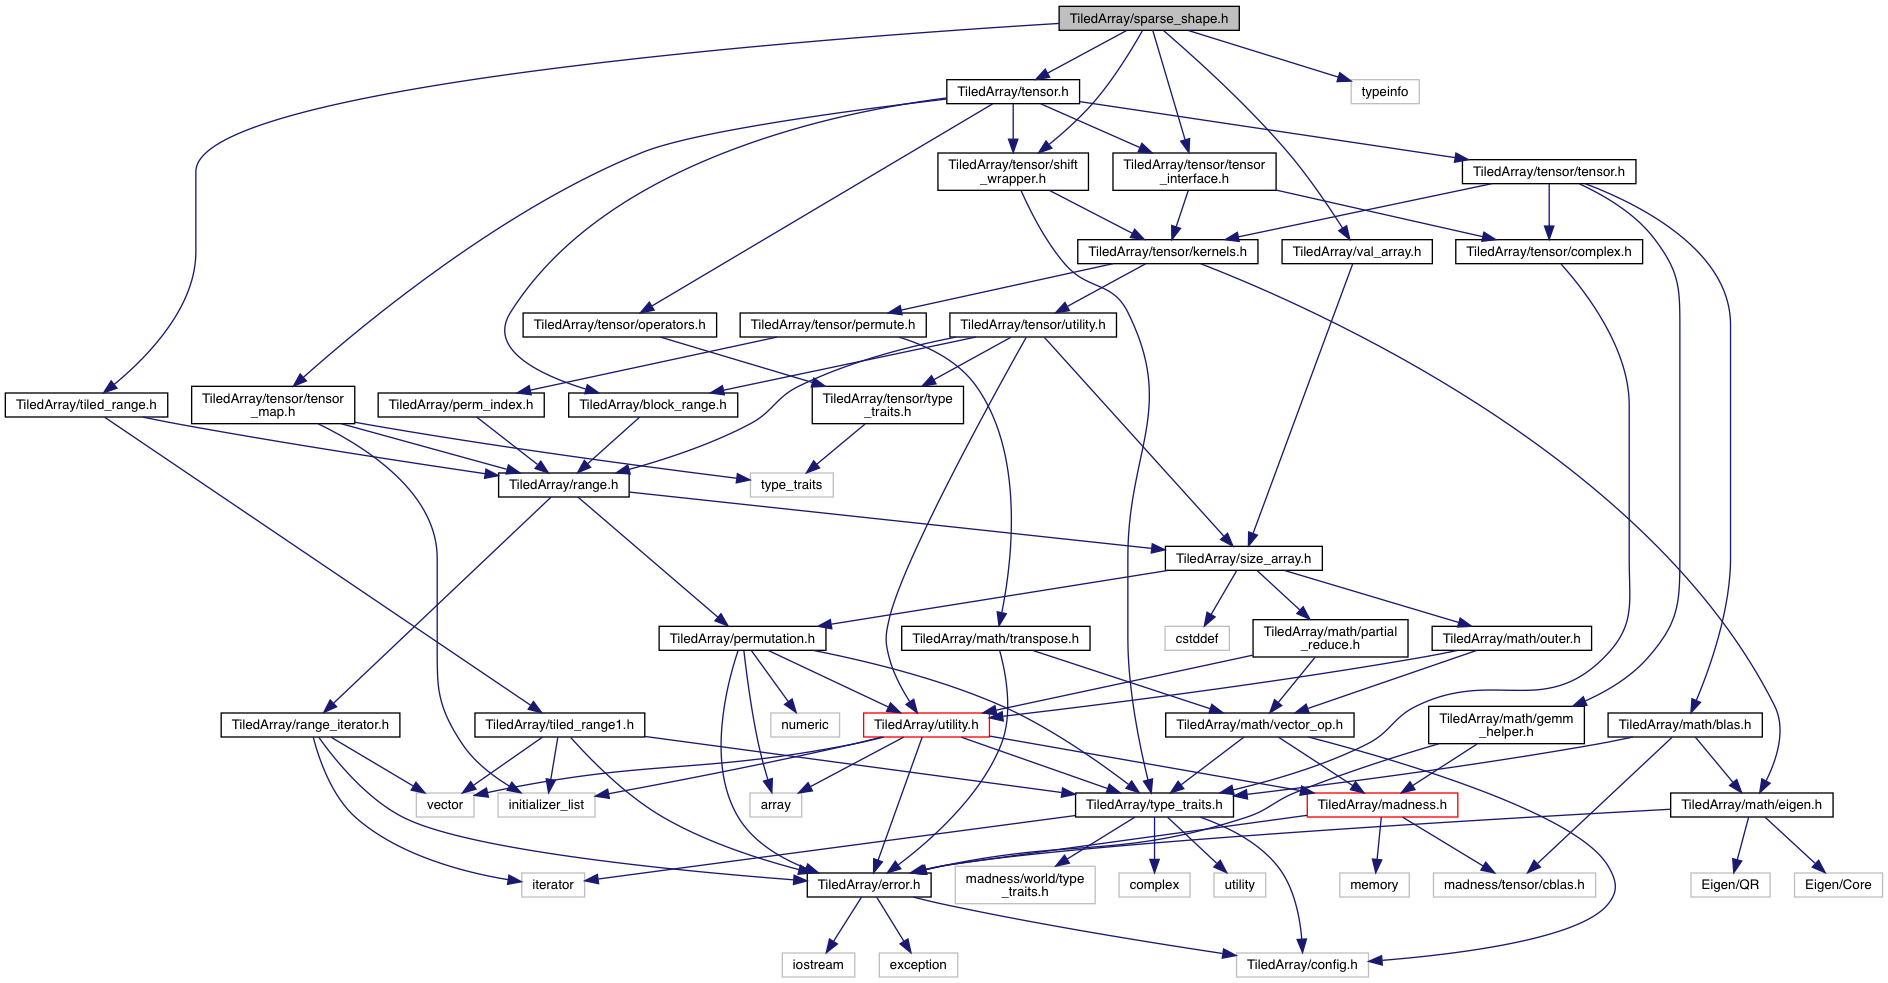 TiledArray/sparse_shape.h
TiledArray/tensor.h
typeinfo
TiledArray/tensor/shift
_wrapper.h
TiledArray/tensor/tensor
_interface.h
TiledArray/tensor/tensor.h
TiledArray/tensor/kernels.h
TiledArray/val_array.h
TiledArray/tensor/complex.h
TiledArray/tensor/operators.h
TiledArray/tensor/permute.h
TiledArray/tensor/utility.h
TiledArray/tiled_range.h
TiledArray/tensor/tensor
_map.h
TiledArray/perm_index.h
TiledArray/block_range.h
TiledArray/tensor/type
_traits.h
TiledArray/range.h
type_traits
TiledArray/size_array.h
TiledArray/permutation.h
TiledArray/math/transpose.h
cstddef
TiledArray/math/partial
_reduce.h
TiledArray/math/outer.h
TiledArray/range_iterator.h
TiledArray/tiled_range1.h
numeric
TiledArray/utility.h
TiledArray/math/vector_op.h
TiledArray/math/gemm
_helper.h
TiledArray/math/blas.h
vector
initializer_list
array
TiledArray/type_traits.h
TiledArray/madness.h
TiledArray/math/eigen.h
iterator
TiledArray/error.h
madness/world/type
_traits.h
complex
utility
memory
madness/tensor/cblas.h
Eigen/QR
Eigen/Core
iostream
exception
TiledArray/config.h